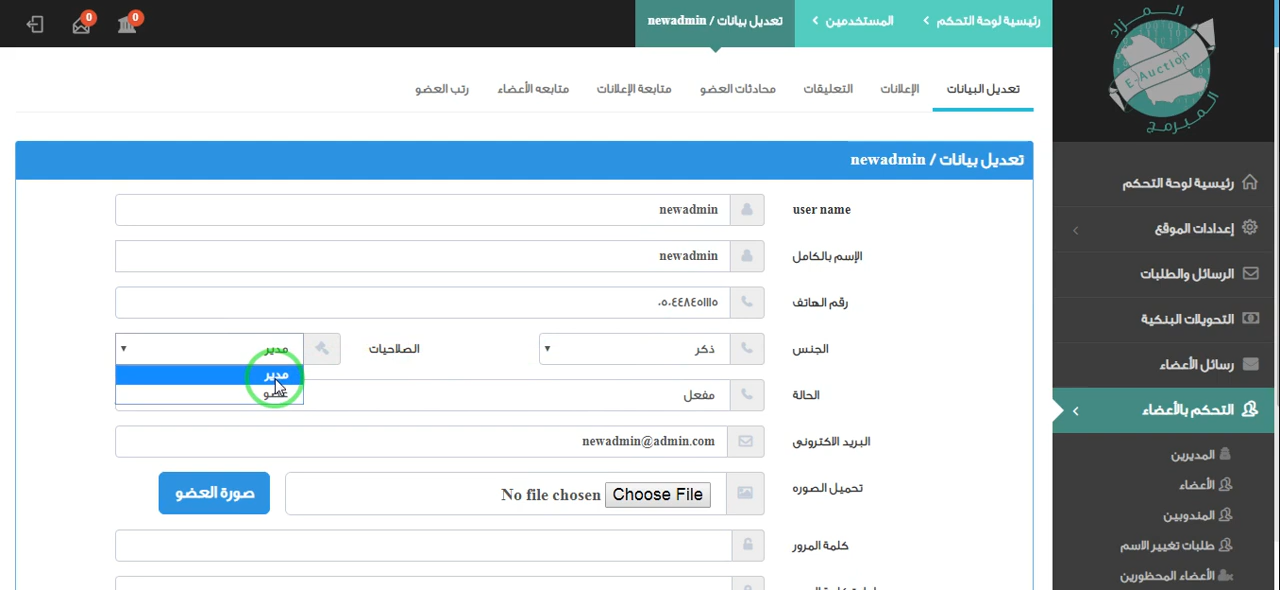 المزاد
E-Auction
المبرمج
رئيسية لوحة التحكم
المستخدمين
تعديل بيانات / newadmin
0
0
تعديل البيانات
الإعلانات
التعليقات
محادثات العضو
متابعة الإعلانات
متابعه الأعضاء
رتب العضو
رئيسية لوحة التحكم
إعدادات الموقع
الرسائل والطلبات
التحويلات البنكية
رسائل الأعضاء
التحكم بالأعضاء
المديرين
الأعضاء
المندوبين
طلبات تغيير الاسم
الأعضاء المحظورين
تعديل بيانات / newadmin
user name
newadmin
الإسم بالكامل
newadmin
رقم الهاتف
٠٥٠٤٤٨٤٥١١١٥
الجنس
ذكر
الصلاحيات
مدير
مدير
عضو
الحالة
مفعل
البريد الاكترونى
newadmin@admin.com
تحميل الصوره
Choose File No file chosen
صورة العضو
كلمة المرور